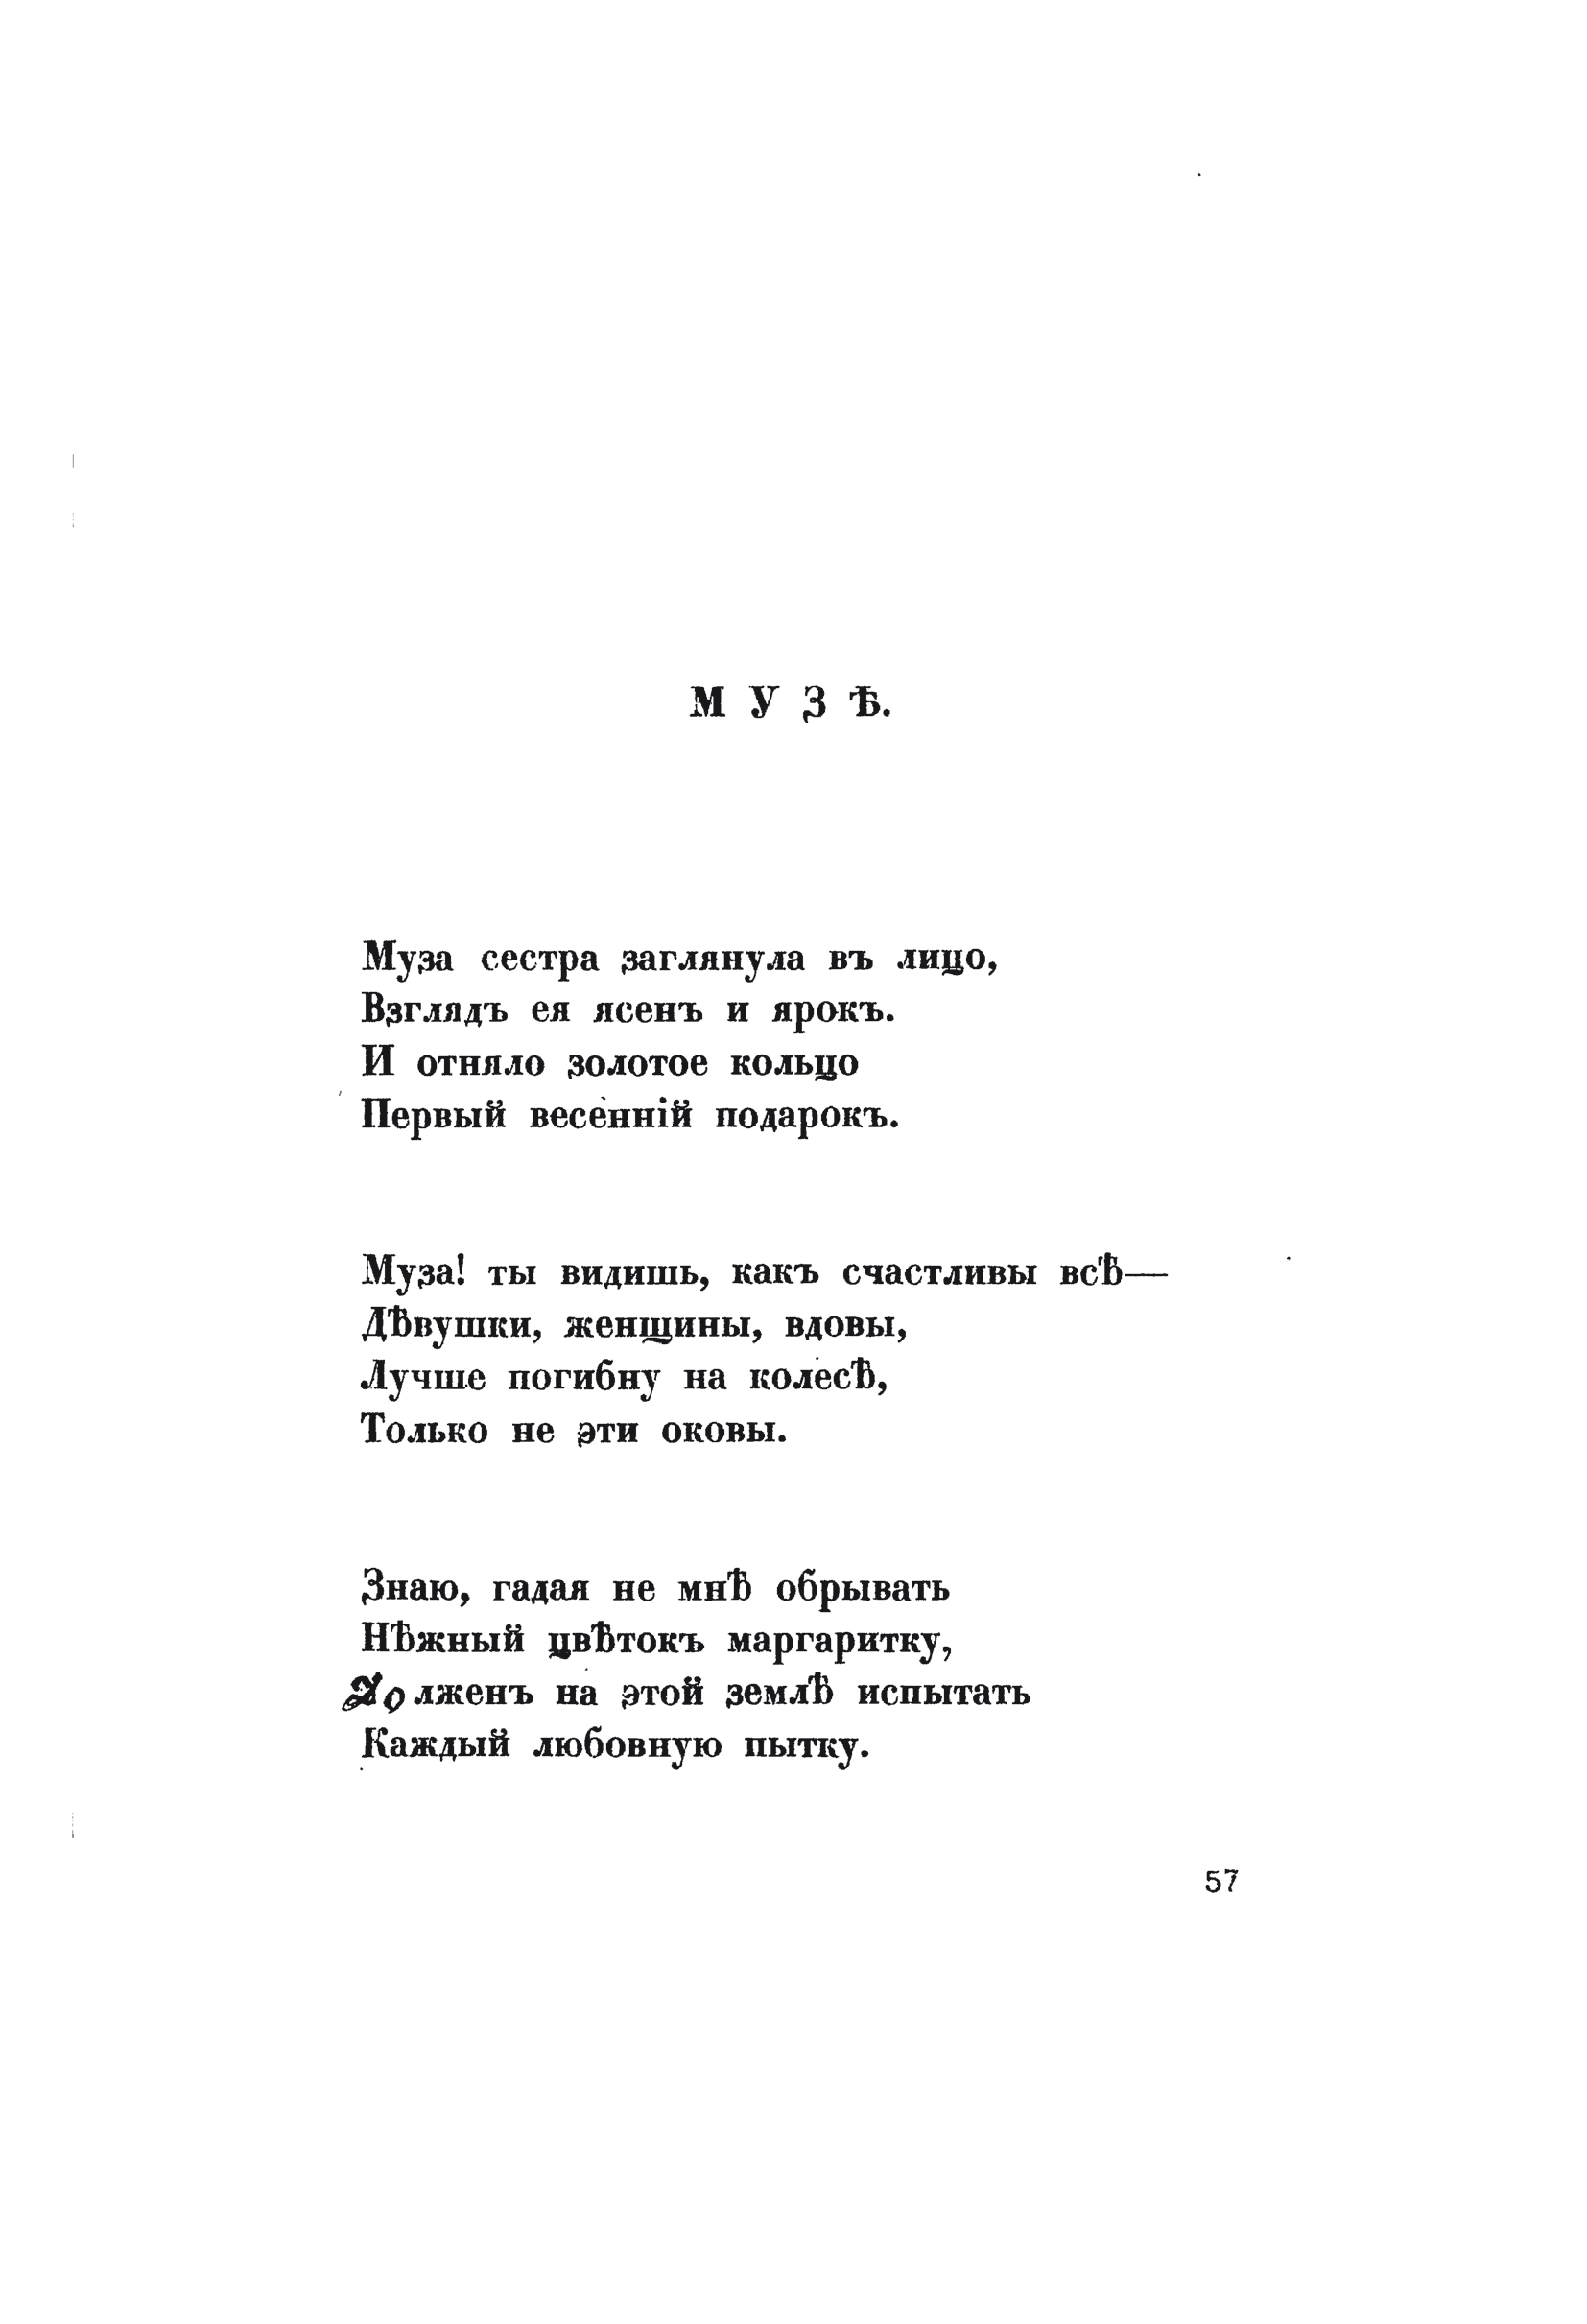 МУЗѢ.
Муза сестра заглянула въ лицо,
Взглядъ ея ясенъ и ярокъ.
И отняло золотое кольцо
Первый весенній подарокъ.
Муза! ты видишь, какъ счастливы всѣ—
Дѣвушки, женщины, вдовы,
Лучше погибну на колесѣ,
Только не эти оковы.
Знаю, гадая не мнѣ обрывать
Нѣжный цвѣтокъ маргаритку,
Долженъ на этой землѣ испытать
Каждый любовную пытку.
57